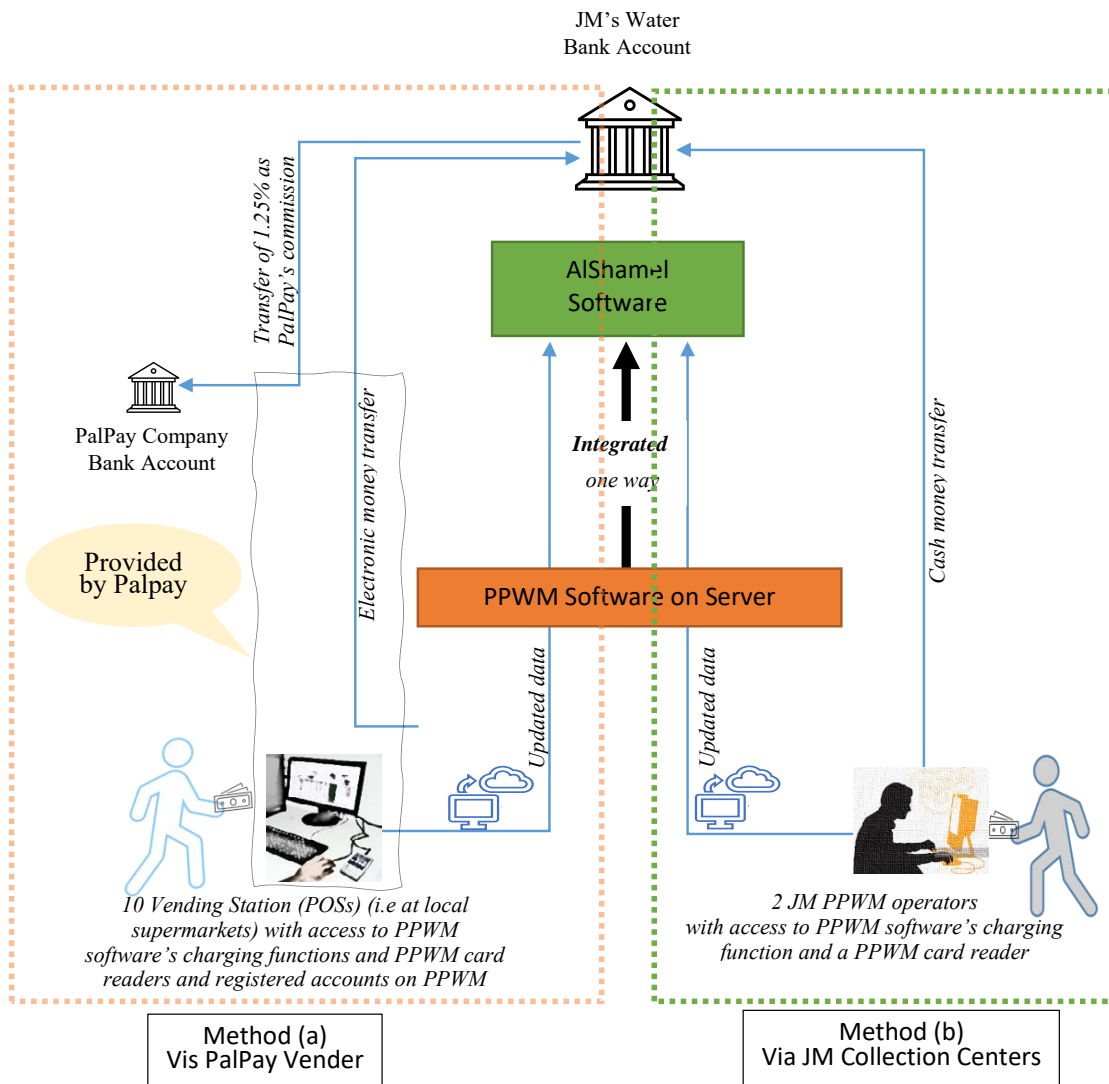 JM's Water
Bank Account
Transfer of 1.25% as
PalPay's commission
AlShamel
Software
PalPay Company
Bank Account
Electronic money transfer
Integrated
one way
Cash money transfer
Provided
by Palpay
PPWM Software on Server
Updated data
Updated data
10 Vending Station (POSs) (i.e at local
supermarkets) with access to PPWM
software's charging functions and PPWM card
readers and registered accounts on PPWM
2 JM PPWM operators
with access to PPWM software's charging
function and a PPWM card reader
Method (a)
Vis PalPay Vender
Method (b)
Via JM Collection Centers